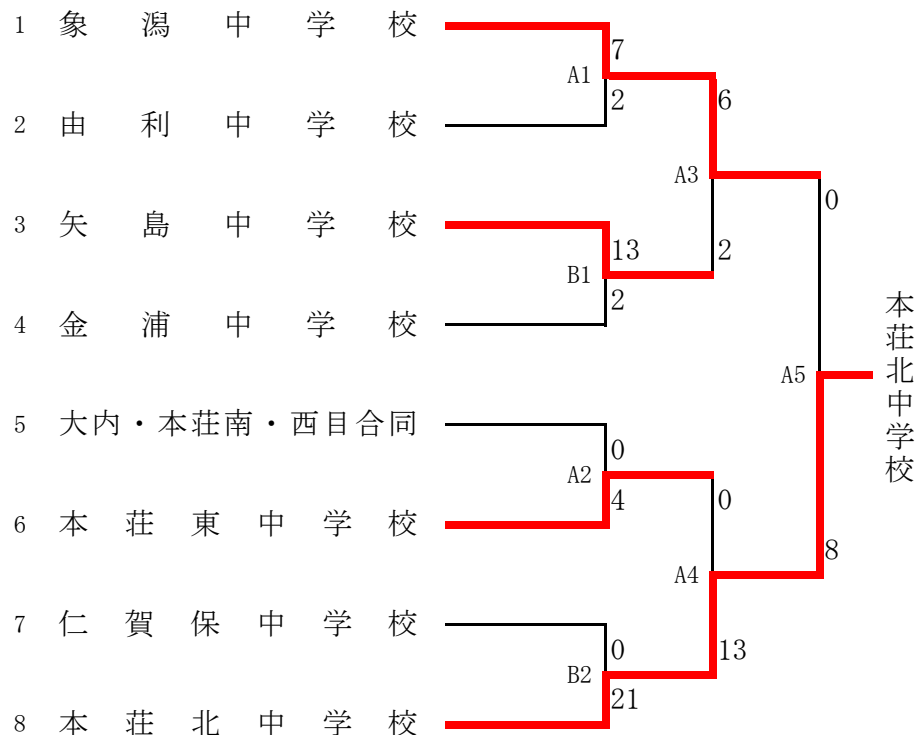 1 象潟中学校
7
A1
2
6
2 由利中学校
A3
0
3 矢島中学校
13
2
B1
2
4 金浦中学校
本荘北中学校
A5
5 大内・本荘南・西目合同
0
A2
4
0
6 本荘東中学校
8
A4
7 仁賀保中学校
0
13
B2
21
8 本荘北中学校